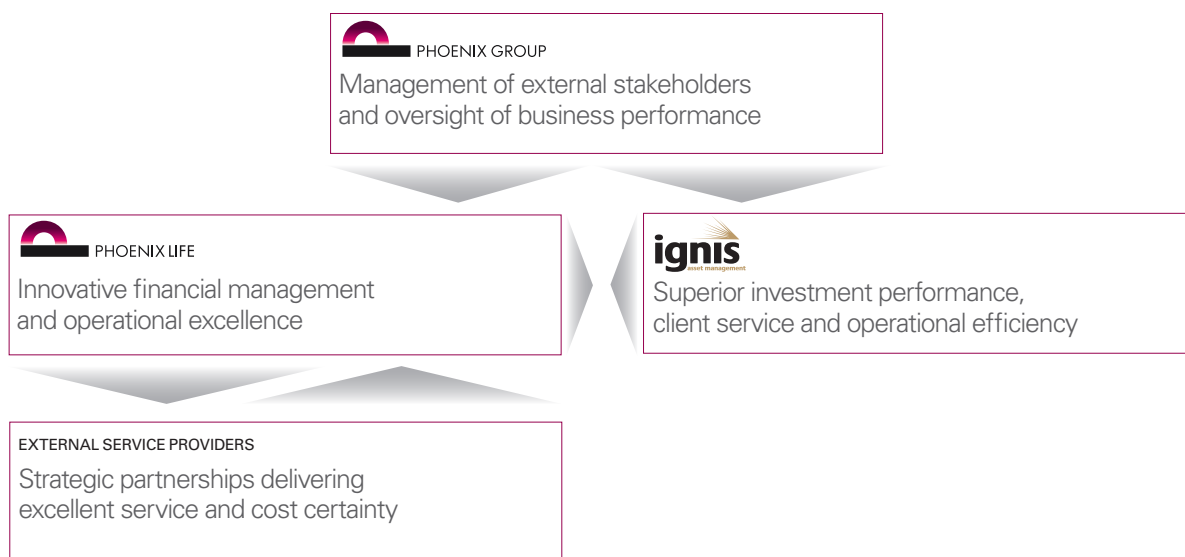 PHOENIX GROUP
Management of external stakeholders
and oversight of business performance
PHOENIX LIFE
Innovative financial management
and operational excellence
ignis
asset management
Superior investment performance,
client service and operational efficiency
EXTERNAL SERVICE PROVIDERS
Strategic partnerships delivering
excellent service and cost certainty